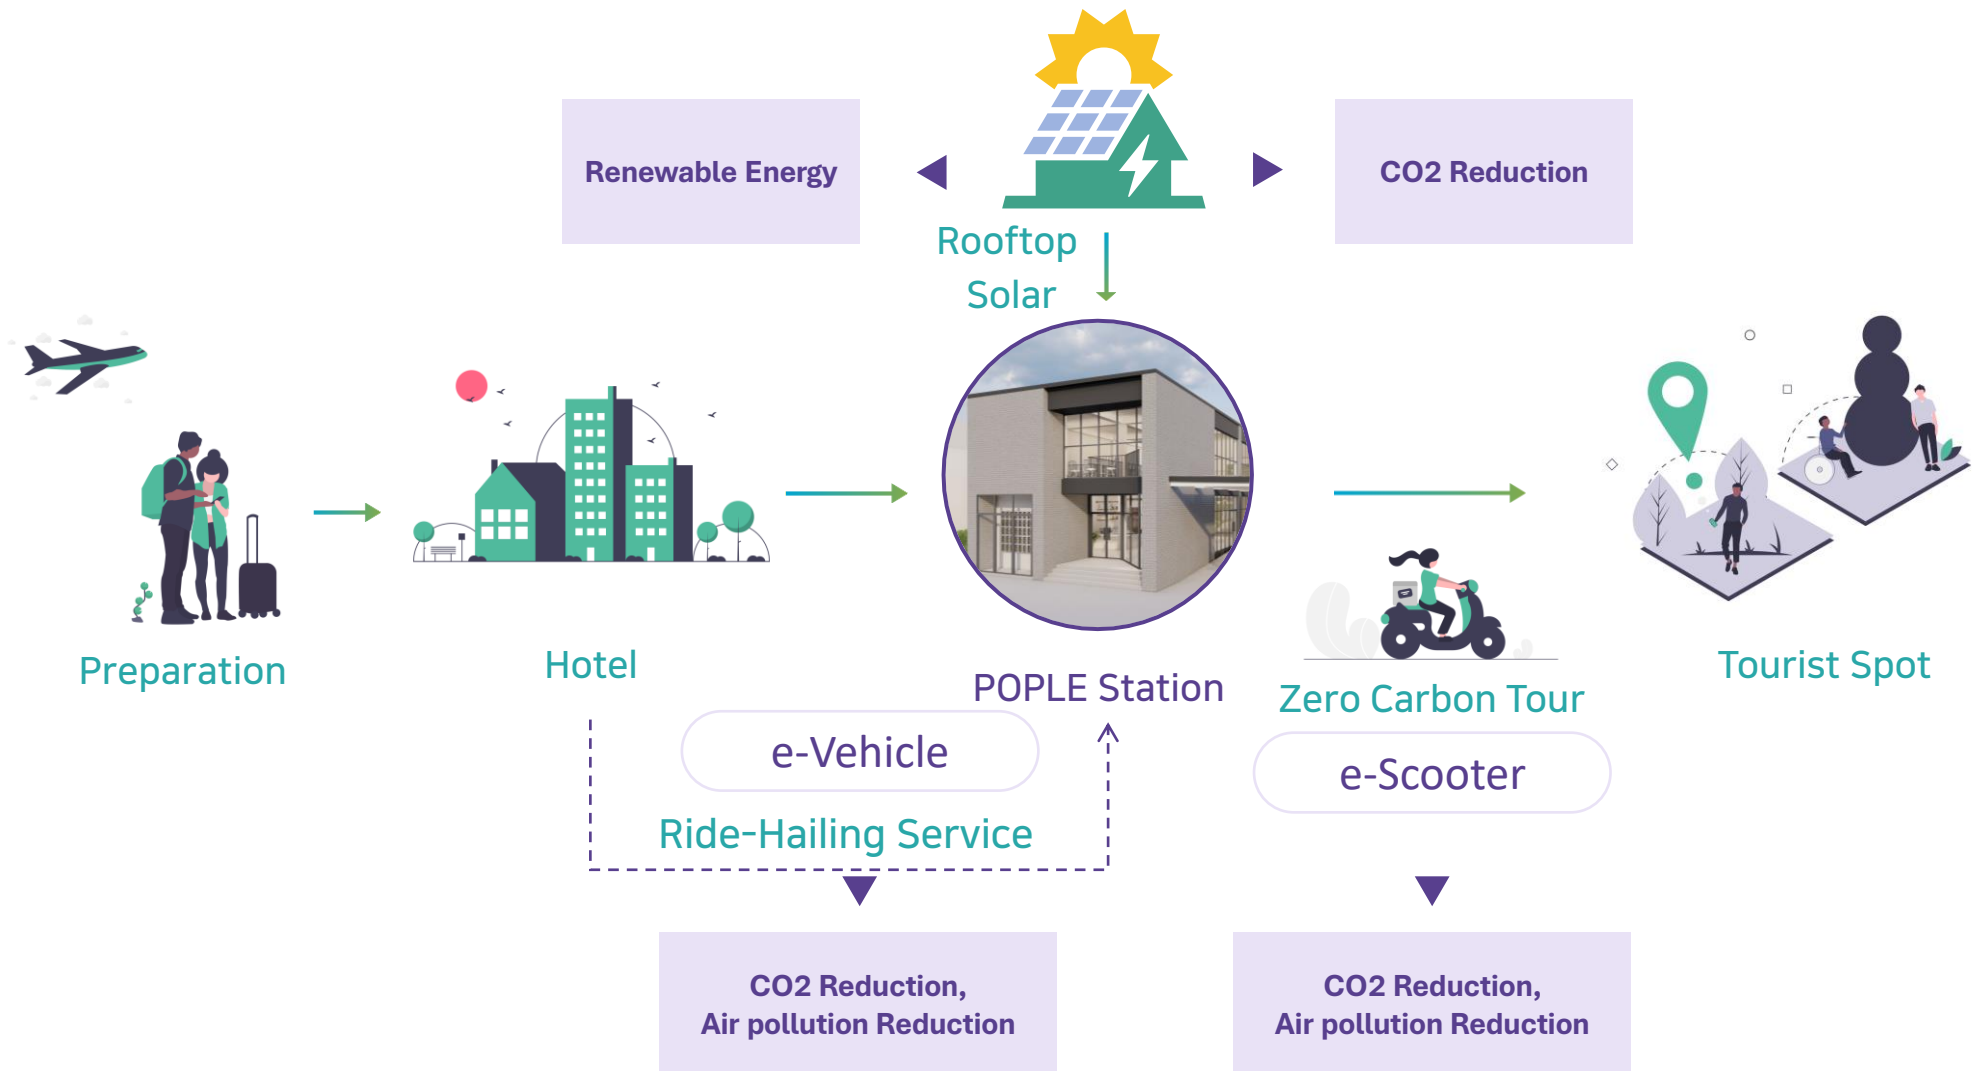 Renewable Energy
CO2 Reduction
Rooftop
Solar
Preparation
Hotel
POPLE Station
Zero Carbon Tour
Tourist Spot
e-Vehicle
e-Scooter
Ride-Hailing Service
CO2 Reduction,
Air pollution Reduction
CO2 Reduction,
Air pollution Reduction